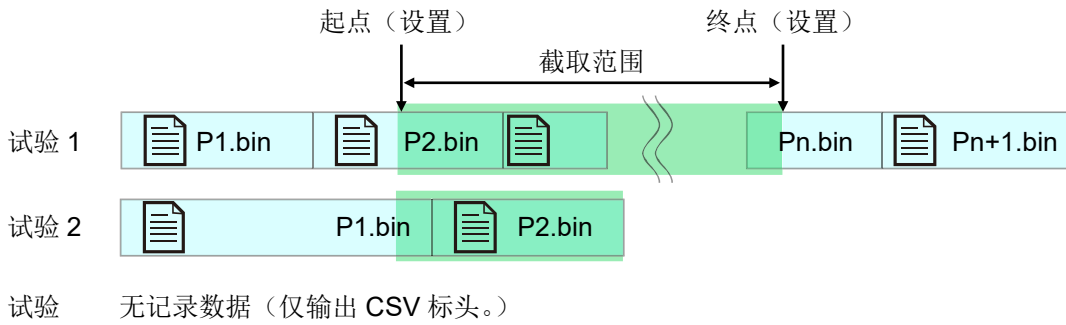 起点（设置） 终点（设置）
截取范围
试验 1 P1.bin P2.bin Pn.bin Pn+1.bin
试验 2 P1.bin P2.bin
试验 无记录数据（仅输出 CSV 标头。）